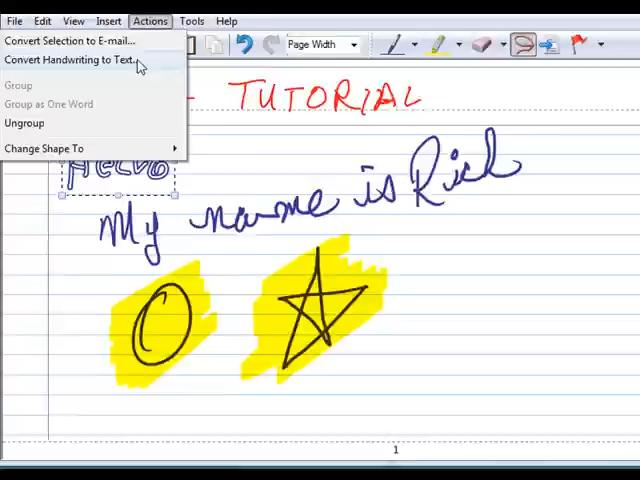 File Edit View Insert Actions Tools Help
Page Width
Convert Selection to E-mail...
Convert Handwriting to Text...
Group
Group as One Word
Ungroup
Change Shape To
- TUTORIAL
Hello
My name is Rich
1